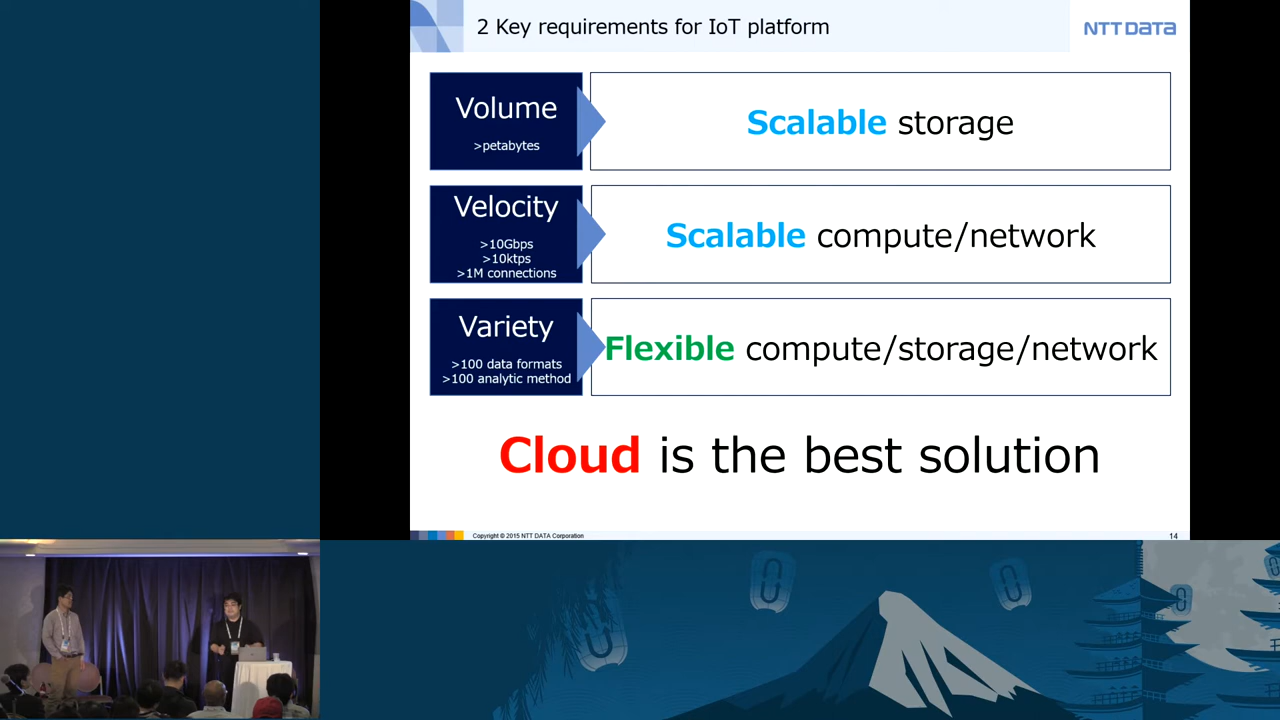 2 Key requirements for IoT platform
NTT DATA
Volume
>petabytes
Scalable storage
Velocity
>10Gbps
>10ktps
>1M connections
Scalable compute/network
Variety
>100 data formats
>100 analytic method
Flexible compute/storage/network
Cloud is the best solution
Copyright © 2015 NTT DATA Corporation
14